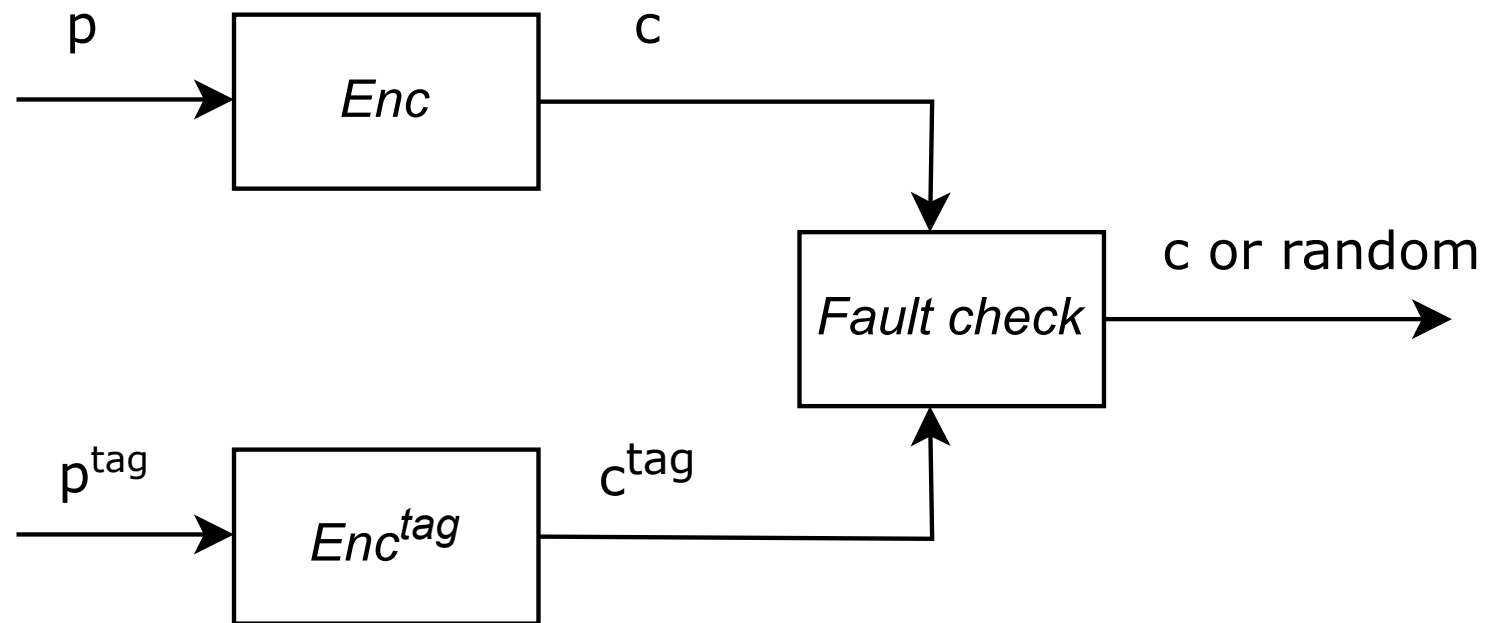 p
c
Enc
c or random
Fault check
p^tag
c^tag
Enc^tag